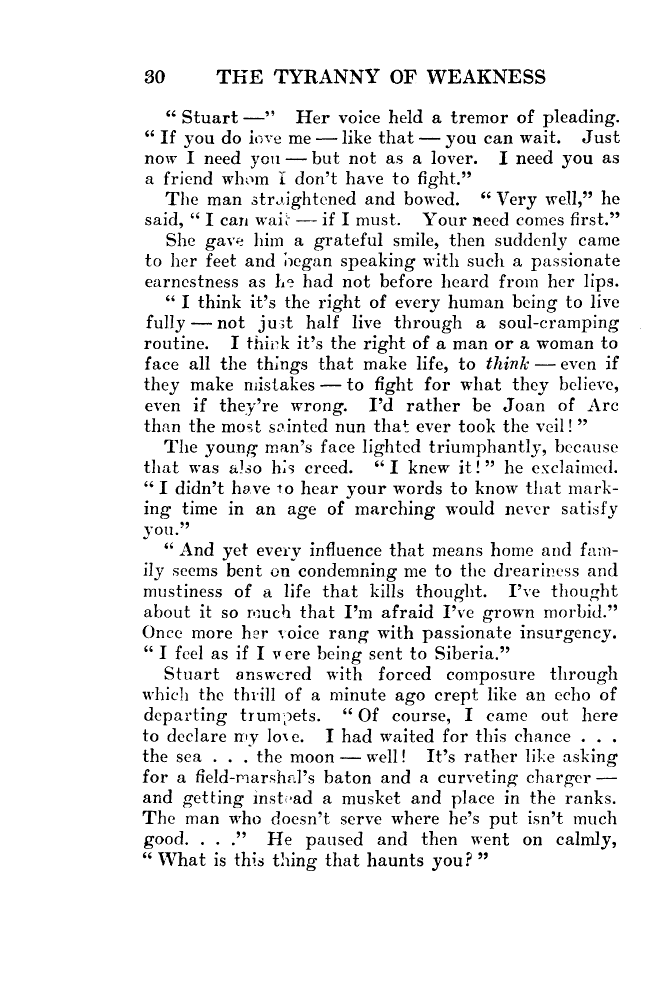 30 THE TYRANNY OF WEAKNESS
“Stuart —” Her voice held a tremor of pleading.
“If you do love me — like that — you can wait. Just
now I need you — but not as a lover. I need you as
a friend whom I don't have to fight.”
The man straightened and bowed. “Very well,” he
said, “I can wait — if I must. Your need comes first.”
She gave him a grateful smile, then suddenly came
to her feet and began speaking with such a passionate
earnestness as he had not before heard from her lips.
“I think it's the right of every human being to live
fully — not just half live through a soul-cramping
routine. I think it's the right of a man or a woman to
face all the things that make life, to think — even if
they make mistakes — to fight for what they believe,
even if they're wrong. I'd rather be Joan of Arc
than the most sainted nun that ever took the veil!”
The young man's face lighted triumphantly, because
that was also his creed. “I knew it!” he exclaimed.
“I didn't have to hear your words to know that mark-
ing time in an age of marching would never satisfy
you.”
“And yet every influence that means home and fam-
ily seems bent on condemning me to the dreariness and
mustiness of a life that kills thought. I've thought
about it so much that I'm afraid I've grown morbid.”
Once more her voice rang with passionate insurgency.
“I feel as if I were being sent to Siberia.”
Stuart answered with forced composure through
which the thrill of a minute ago crept like an echo of
departing trumpets. “Of course, I came out here
to declare my love. I had waited for this chance . . .
the sea . . . the moon — well! It's rather like asking
for a field-marshal's baton and a curveting charger —
and getting instead a musket and place in the ranks.
The man who doesn't serve where he's put isn't much
good. . . .” He paused and then went on calmly,
“What is this thing that haunts you?”